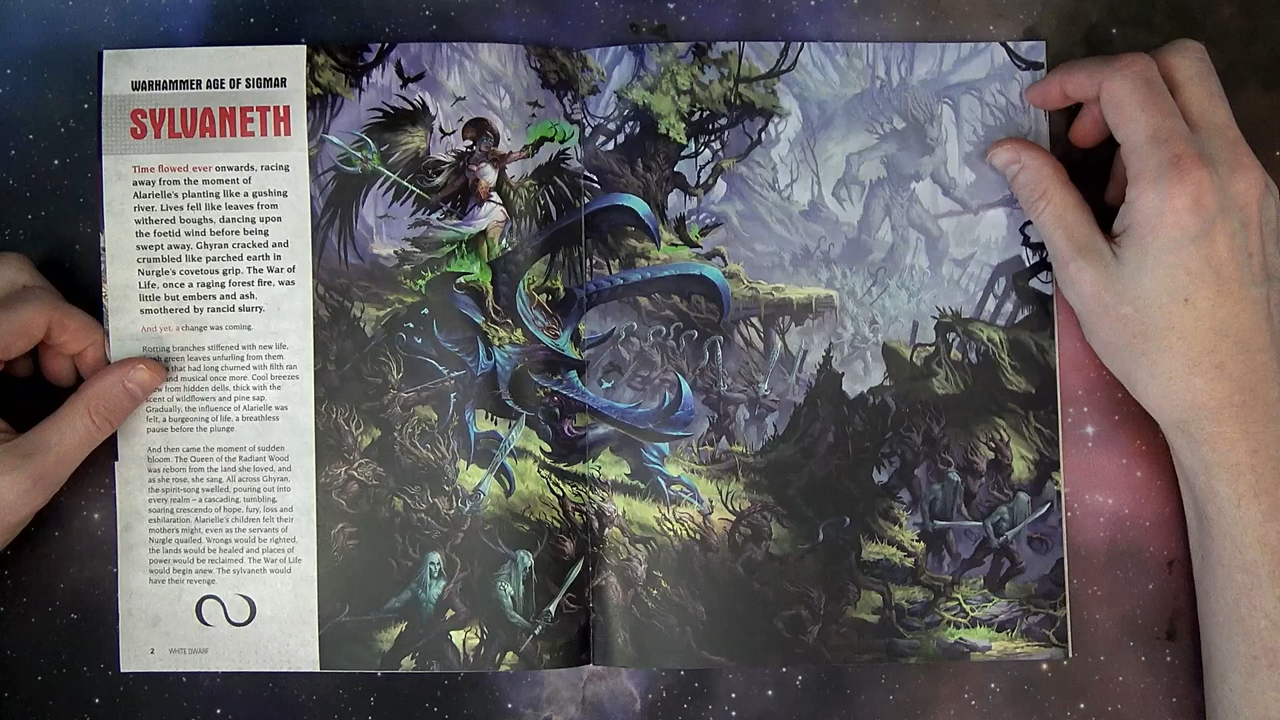 WARHAMMER AGE OF SIGMAR
SYLVANETH
Time flowed ever onwards, racing
away from the moment of
Alarielle's planting like a gushing
river. Lives fell like leaves from
withered boughs, dancing upon
the foetid wind before being
swept away. Ghyran cracked and
crumbled like parched earth in
Nurgle's covetous grip. The War of
Life, once a raging forest fire, was
little but embers and ash,
smothered by rancid slurry.
And yet, a change was coming.
Rotting branches stiffened with new life,
green leaves unfurling from them.
that had long churned with filth ran
and musical once more. Cool breezes
from hidden dells, thick with the
scent of wildflowers and pine sap.
Gradually, the influence of Alarielle was
felt, a burgeoning of life, a breathless
pause before the plunge
And then came the moment of sudden
bloom. The Queen of the Radiant Wood
was reborn from the land she loved, and
as she rose, she sang. All across Ghyran,
the spirit-song swelled, pouring out into
every realm – a cascading, tumbling,
soaring crescendo of hope, fury, loss and
exhilaration. Alarielle's children felt their
mother's might, even as the servants of
Nurgle quailed. Wrongs would be righted,
the lands would be healed and places of
power would be reclaimed. The War of Life
would begin anew. The sylvaneth would
have their revenge.
2 WHITE DWARF